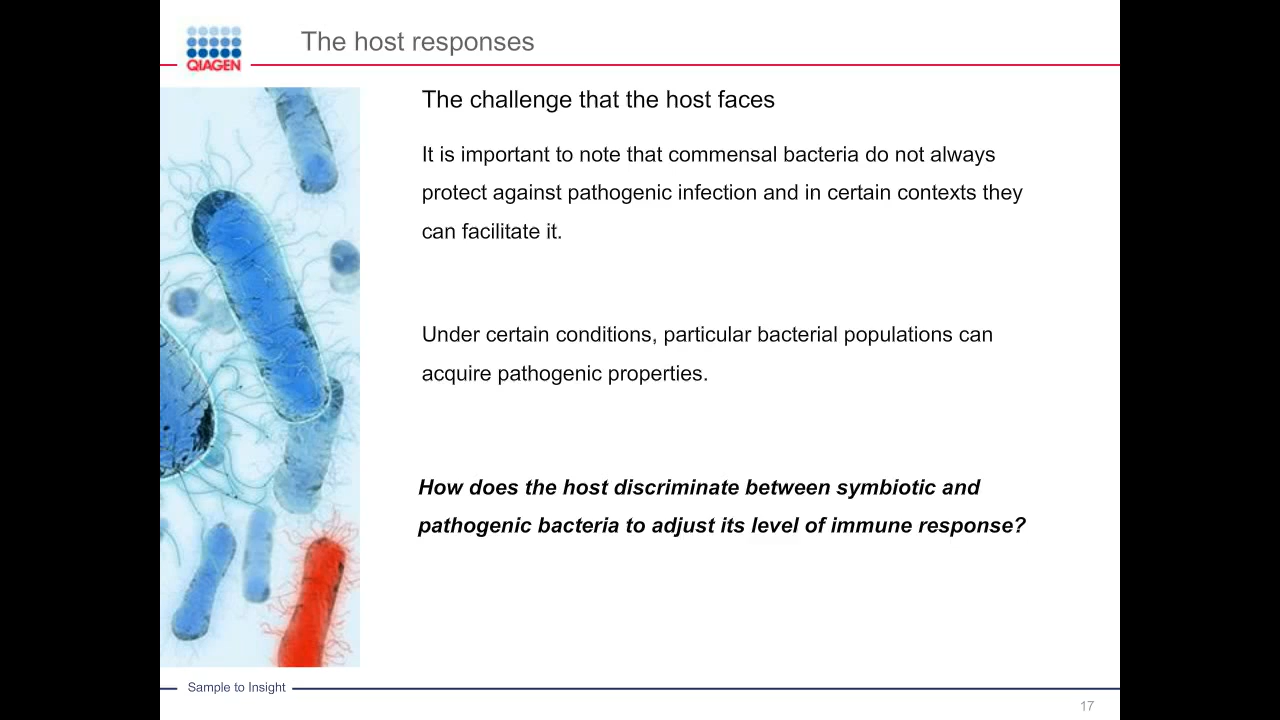 The host responses
QIAGEN
The challenge that the host faces
It is important to note that commensal bacteria do not always
protect against pathogenic infection and in certain contexts they
can facilitate it.
Under certain conditions, particular bacterial populations can
acquire pathogenic properties.
How does the host discriminate between symbiotic and
pathogenic bacteria to adjust its level of immune response?
Sample to Insight
17